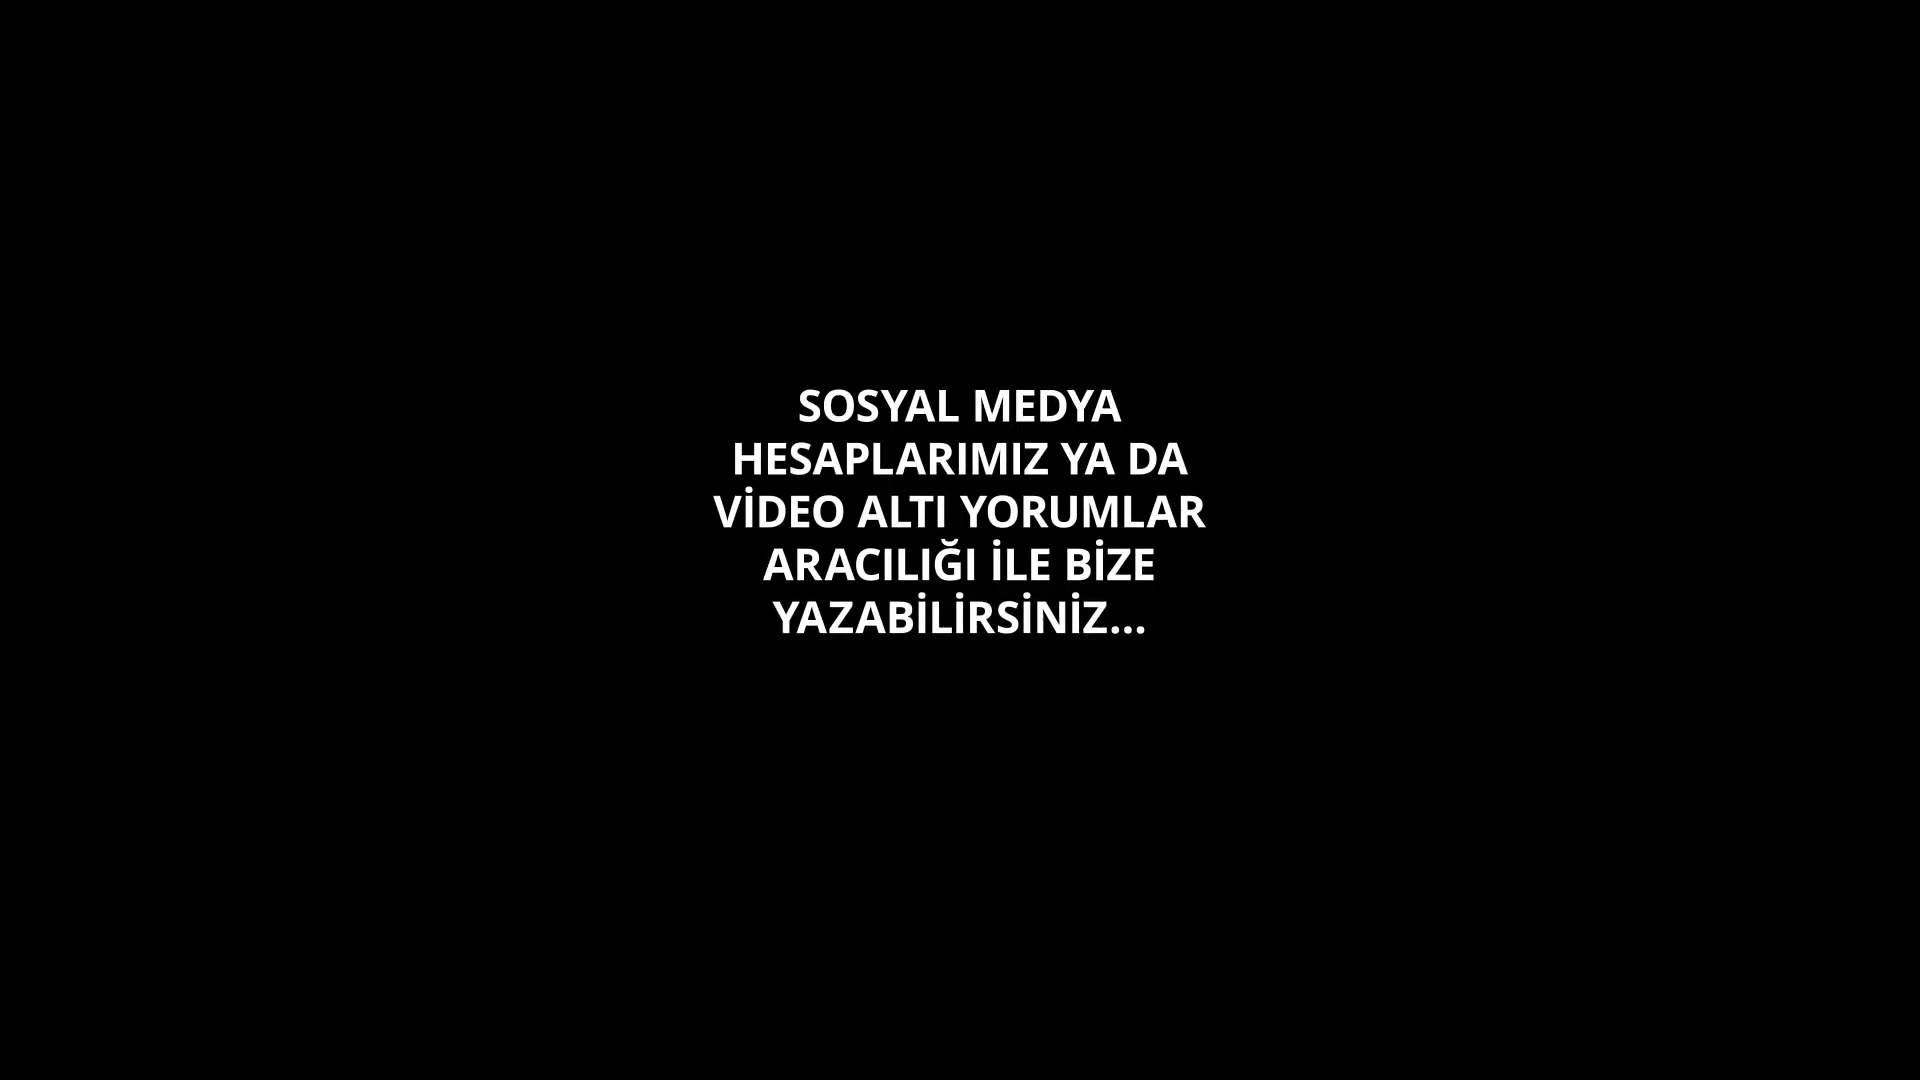 SOSYAL MEDYA
HESAPLARIMIZ YA DA
VİDEO ALTI YORUMLAR
ARACILIĞI İLE BİZE
YAZABİLİRSİNİZ...